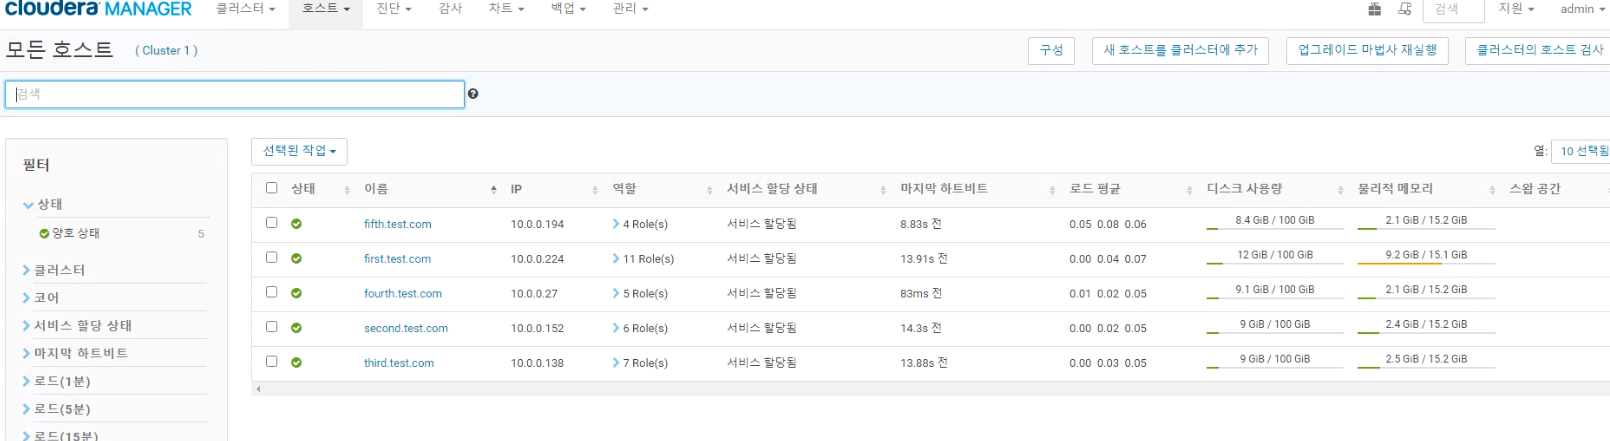 cloudera MANAGER 클러스터 호스트 진단 감사 차트 백업 관리 검색 지원 admin
모든 호스트 ( Cluster 1 ) 구성 새 호스트를 클러스터에 추가 업그레이드 마법사 재실행 클러스터의 호스트 검사
검색
필터
상태
양호 상태 5
클러스터
코어
서비스 할당 상태
마지막 하트비트
로드(1분)
로드(5분)
로드(15분)
선택된 작업 열: 10 선택됨
상태 이름 IP 역할 서비스 할당 상태 마지막 하트비트 로드 평균 디스크 사용량 물리적 메모리 스왑 공간
fifth.test.com 10.0.0.194 4 Role(s) 서비스 할당됨 8.83s 전 0.05 0.08 0.06 8.4 GiB / 100 GiB 2.1 GiB / 15.2 GiB
first.test.com 10.0.0.224 11 Role(s) 서비스 할당됨 13.91s 전 0.00 0.04 0.07 12 GiB / 100 GiB 9.2 GiB / 15.1 GiB
fourth.test.com 10.0.0.27 5 Role(s) 서비스 할당됨 83ms 전 0.01 0.02 0.05 9.1 GiB / 100 GiB 2.1 GiB / 15.2 GiB
second.test.com 10.0.0.152 6 Role(s) 서비스 할당됨 14.3s 전 0.00 0.02 0.05 9 GiB / 100 GiB 2.4 GiB / 15.2 GiB
third.test.com 10.0.0.138 7 Role(s) 서비스 할당됨 13.88s 전 0.00 0.03 0.05 9 GiB / 100 GiB 2.5 GiB / 15.2 GiB